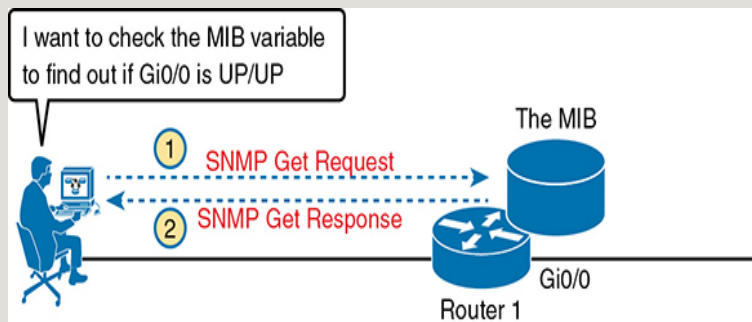 I want to check the MIB variable
to find out if Gi0/0 is UP/UP
The MIB
1
SNMP Get Request
2
SNMP Get Response
Gi0/0
Router 1